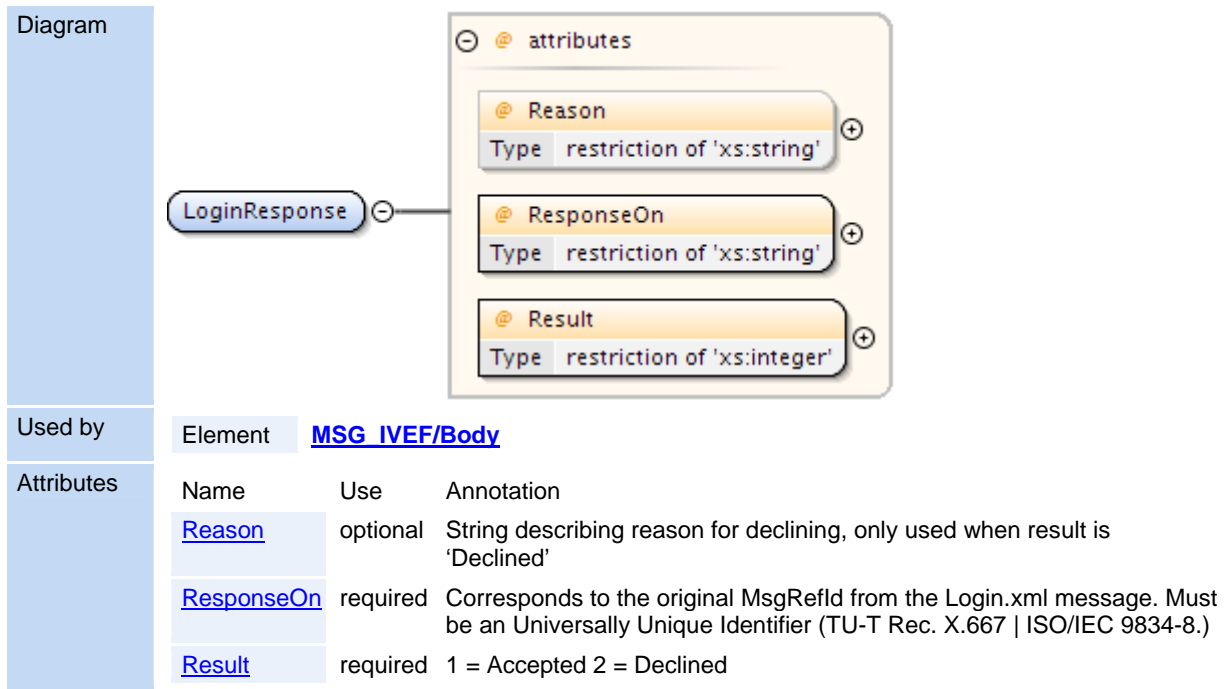 Diagram
@ attributes
@ Reason
Type restriction of 'xs:string'
LoginResponse
@ ResponseOn
Type restriction of 'xs:string'
@ Result
Type restriction of 'xs:integer'
Used by
Element MSG_IVEF/Body
Attributes
Name Use Annotation
Reason optional String describing reason for declining, only used when result is
‘Declined’
ResponseOn required Corresponds to the original MsgRefId from the Login.xml message. Must
be an Universally Unique Identifier (TU-T Rec. X.667 | ISO/IEC 9834-8.)
Result required 1 = Accepted 2 = Declined